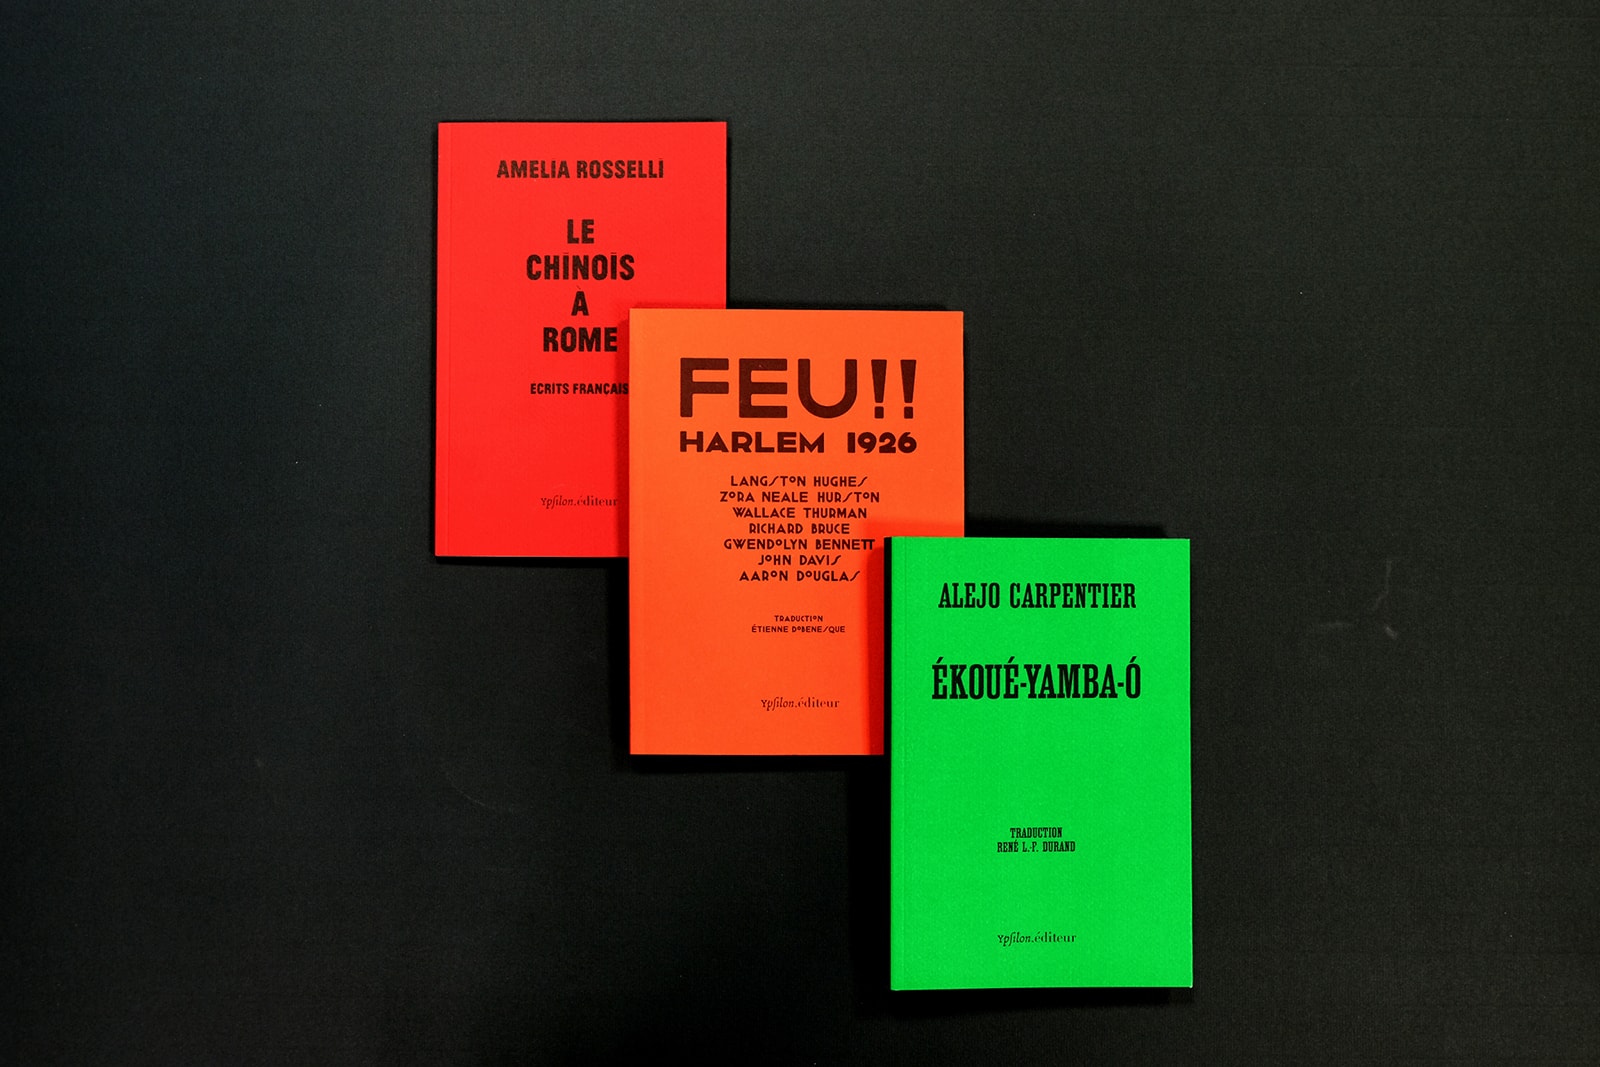 AMELIA ROSSELLI
LE
CHINOIS
À
ROME
ECRITS FRANÇAIS
Ypsilon.éditeur
FEU!!
HARLEM 1926
LANGSTON HUGHES
ZORA NEALE HURSTON
WALLACE THURMAN
RICHARD BRUCE
GWENDOLYN BENNETT
JOHN DAVIS
AARON DOUGLAS
TRADUCTION
ÉTIENNE DOBENESQUE
Ypsilon.éditeur
ALEJO CARPENTIER
ÉKOUÉ-YAMBA-Ó
TRADUCTION
RENÉ L.-F. DURAND
Ypsilon.éditeur